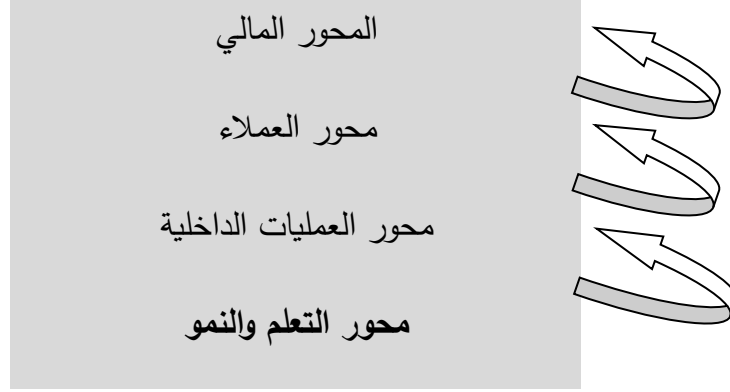 المحور المالي
محور العملاء
محور العمليات الداخلية
محور التعلم والنمو